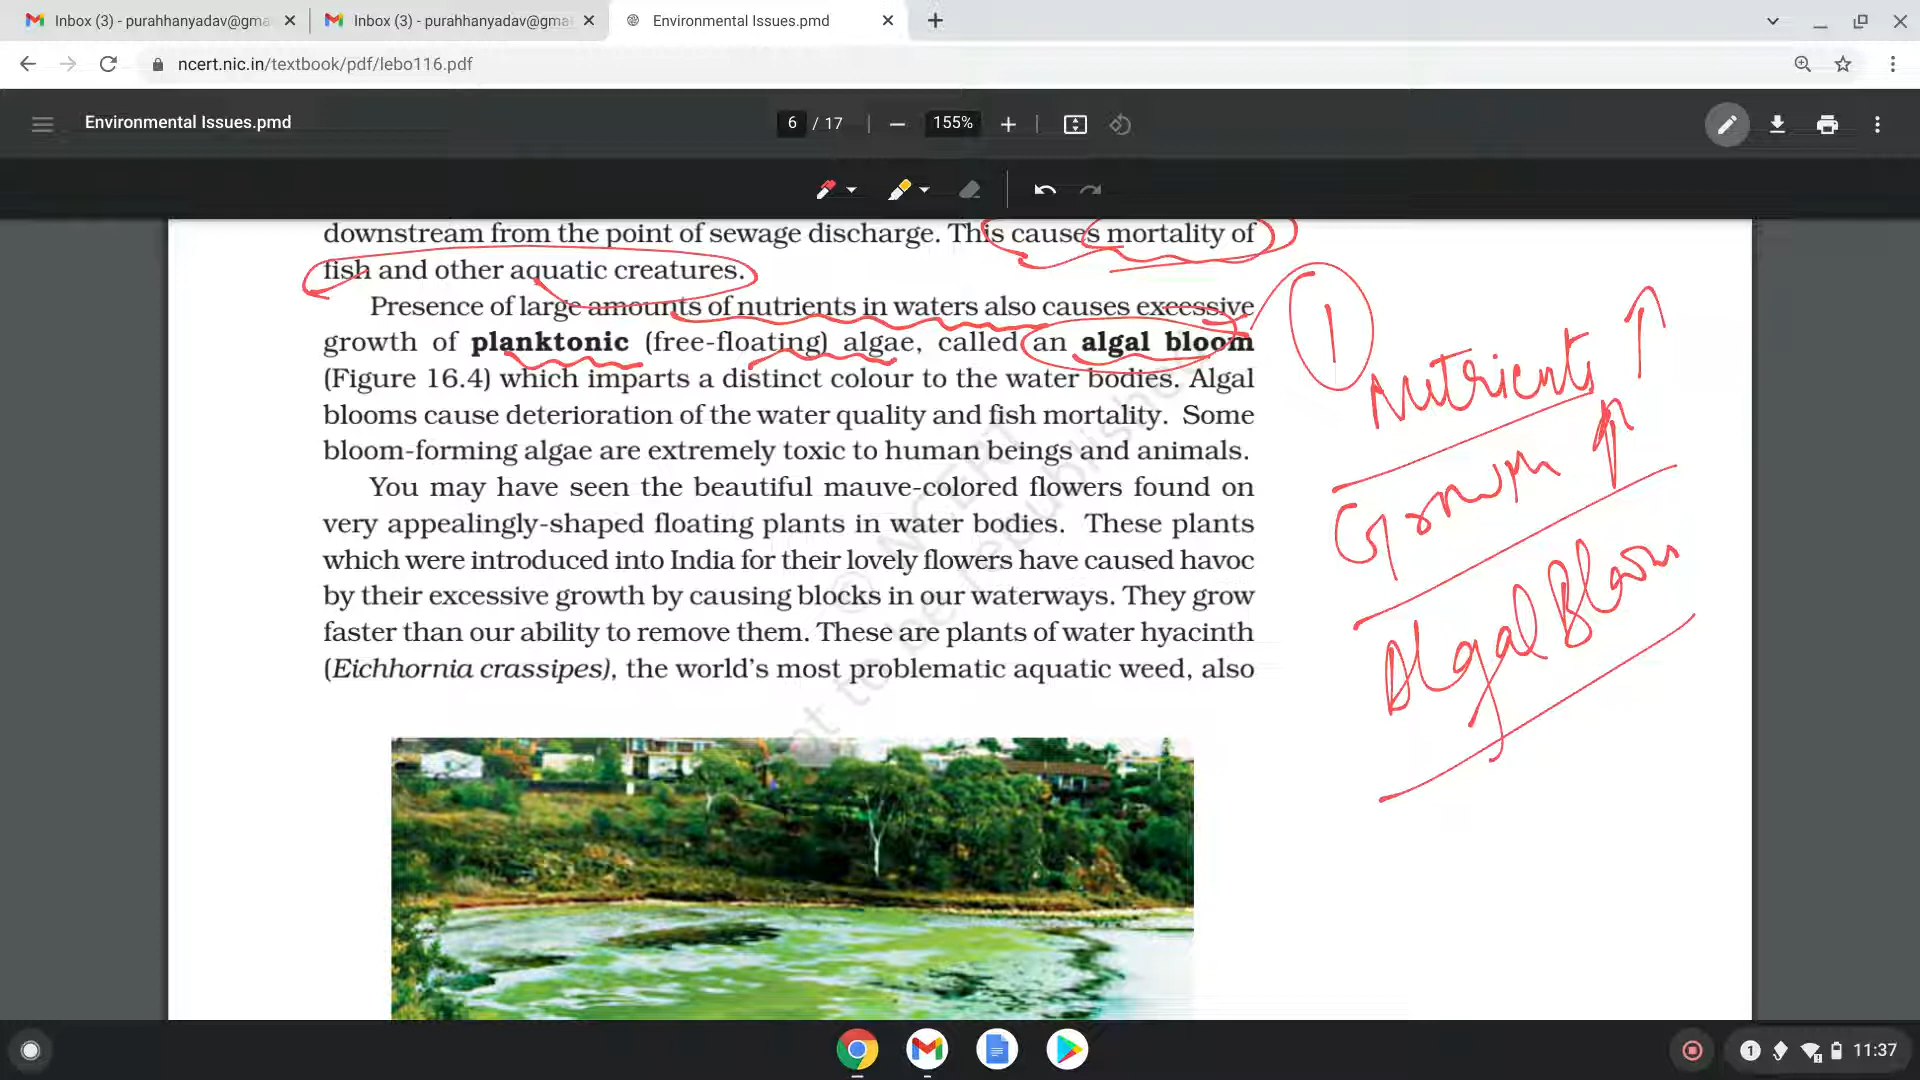 Inbox (3) - purahhanyadav@gma
Inbox (3) - purahhanyadav@gmai
Environmental Issues.pmd
ncert.nic.in/textbook/pdf/lebo116.pdf
Environmental Issues.pmd
6 / 17
155%
downstream from the point of sewage discharge. This causes mortality of
fish and other aquatic creatures.
Presence of large amounts of nutrients in waters also causes excessive
growth of planktonic (free-floating) algae, called an algal bloom
(Figure 16.4) which imparts a distinct colour to the water bodies. Algal
blooms cause deterioration of the water quality and fish mortality. Some
bloom-forming algae are extremely toxic to human beings and animals.
You may have seen the beautiful mauve-colored flowers found on
very appealingly-shaped floating plants in water bodies. These plants
which were introduced into India for their lovely flowers have caused havoc
by their excessive growth by causing blocks in our waterways. They grow
faster than our ability to remove them. These are plants of water hyacinth
(Eichhornia crassipes), the world's most problematic aquatic weed, also
1
Nutrients ↑
Growth ↑
Algal Bloom
© NCERT
not to be republished
1
11:37